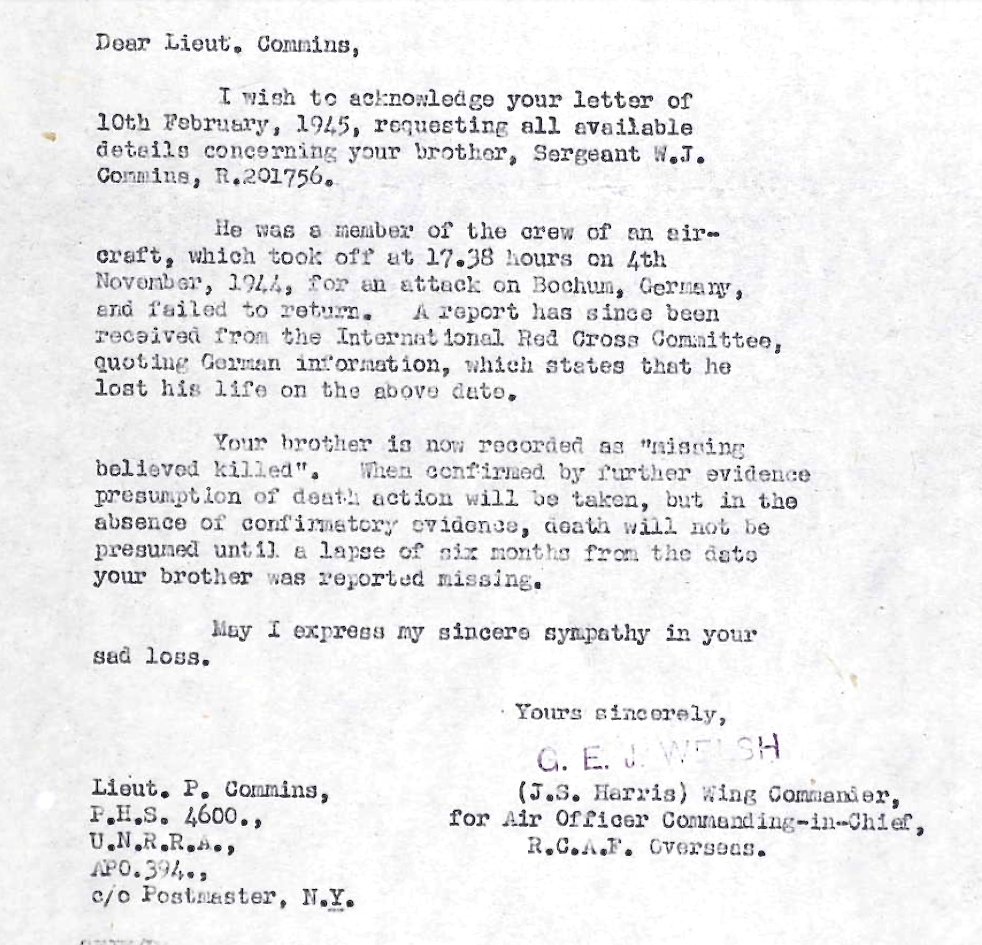 Dear Lieut. Commins,
I wish to acknowledge your letter of
10th February, 1945, requesting all available
details concerning your brother, Sergeant W.J.
Commins, R.201756.
He was a member of the crew of an air-
craft, which took off at 17.38 hours on 4th
November, 1944, for an attack on Bochum, Germany,
and failed to return. A report has since been
received from the International Red Cross Committee,
quoting German information, which states that he
lost his life on the above date.
Your brother is now recorded as "missing
believed killed". When confirmed by further evidence
presumption of death action will be taken, but in the
absence of confirmatory evidence, death will not be
presumed until a lapse of six months from the date
your brother was reported missing.
May I express my sincere sympathy in your
sad loss.
Yours sincerely,
G. E. J. WELSH
(J.S. Harris) Wing Commander,
for Air Officer Commanding-in-Chief,
R.C.A.F. Overseas.
Lieut. P. Commins,
P.H.S. 4600.,
U.N.R.R.A.,
APO.394.,
c/o Postmaster, N.Y.